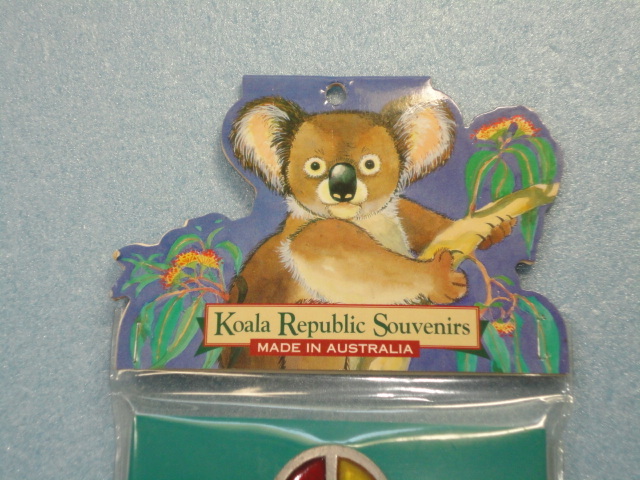 Koala Republic Souvenirs
MADE IN AUSTRALIA